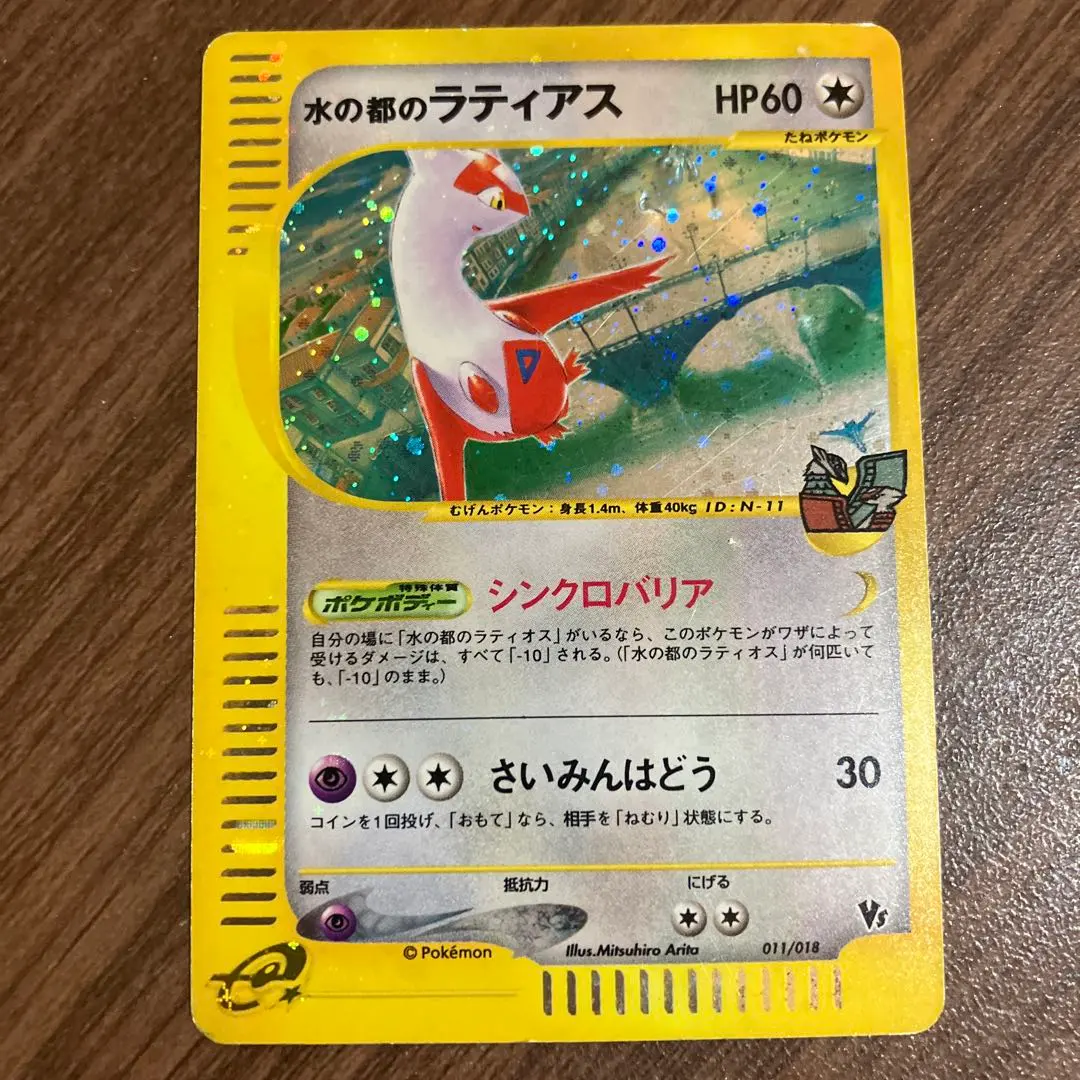 水の都のラティアス HP60
たねポケモン
むげんポケモン：身長1.4m、体重40kg ID:N-11
特殊体質
ポケボディー シンクロバリア
自分の場に「水の都のラティオス」がいるなら、このポケモンがワザによって
受けるダメージは、すべて「-10」される。（「水の都のラティオス」が何匹いて
も、「-10」のまま。）
さいみんはどう 30
コインを1回投げ、「おもて」なら、相手を「ねむり」状態にする。
弱点 抵抗力 にげる
Vs
© Pokémon Illus.Mitsuhiro Arita 011/018
e